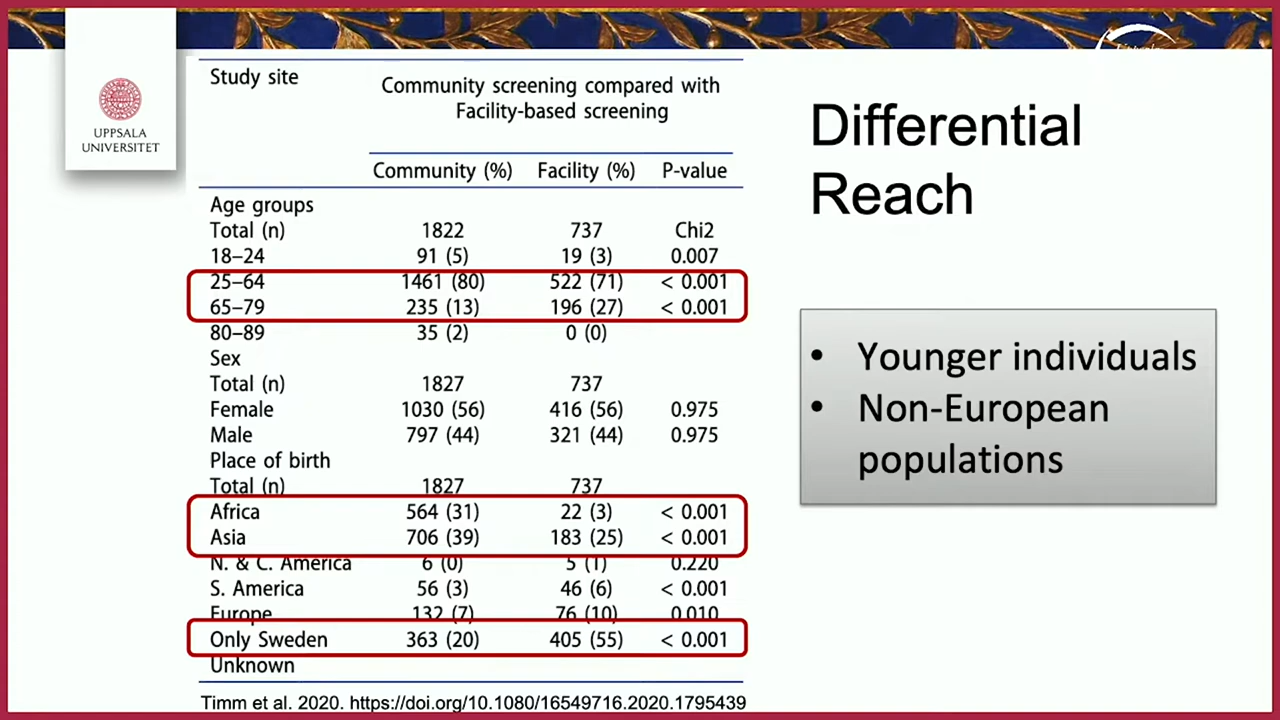 UPPSALA
UNIVERSITET
Study site
Community screening compared with
Facility-based screening
Community (%) Facility (%) P-value
Age groups
Total (n) 1822 737 Chi2
18–24 91 (5) 19 (3) 0.007
25–64 1461 (80) 522 (71) < 0.001
65–79 235 (13) 196 (27) < 0.001
80–89 35 (2) 0 (0)
Sex
Total (n) 1827 737
Female 1030 (56) 416 (56) 0.975
Male 797 (44) 321 (44) 0.975
Place of birth
Total (n) 1827 737
Africa 564 (31) 22 (3) < 0.001
Asia 706 (39) 183 (25) < 0.001
N. & C. America 6 (0) 5 (1) 0.220
S. America 56 (3) 46 (6) < 0.001
Europe 132 (7) 76 (10) 0.010
Only Sweden 363 (20) 405 (55) < 0.001
Unknown
Timm et al. 2020. https://doi.org/10.1080/16549716.2020.1795439
Differential
Reach
• Younger individuals
• Non-European
populations